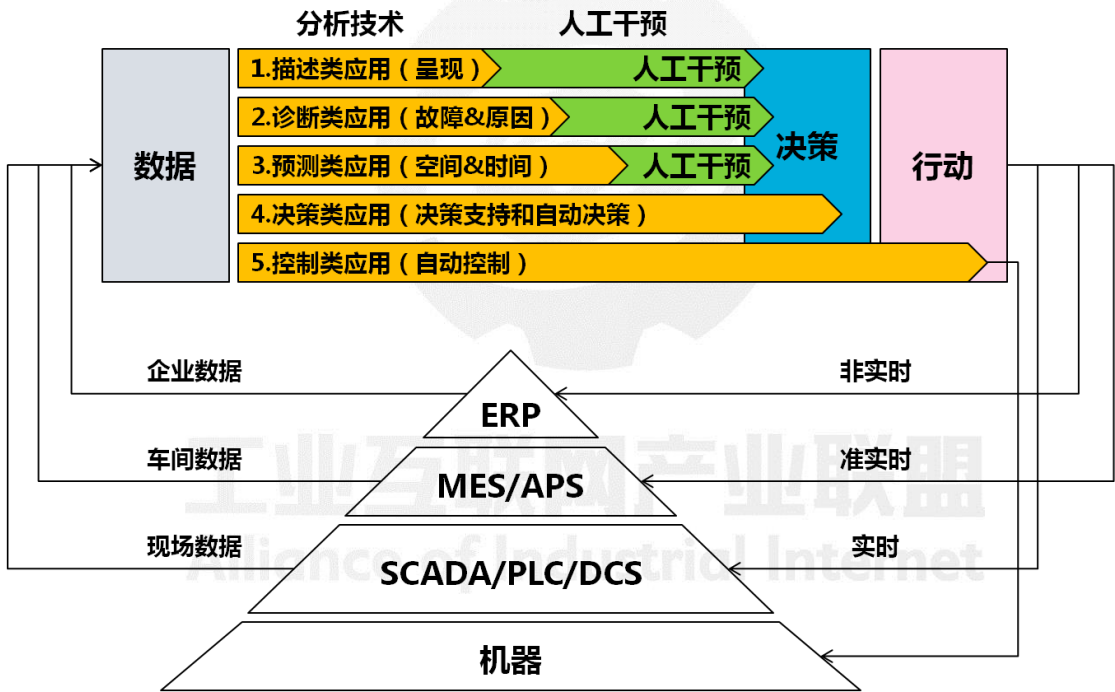 分析技术
人工干预
数据
1.描述类应用（呈现）
人工干预
2.诊断类应用（故障&原因）
人工干预
3.预测类应用（空间&时间）
人工干预
4.决策类应用（决策支持和自动决策）
5.控制类应用（自动控制）
决策
行动
企业数据
ERP
非实时
工业互联网产业联盟
车间数据
MES/APS
准实时
Alliance of Industrial Internet
现场数据
SCADA/PLC/DCS
实时
机器